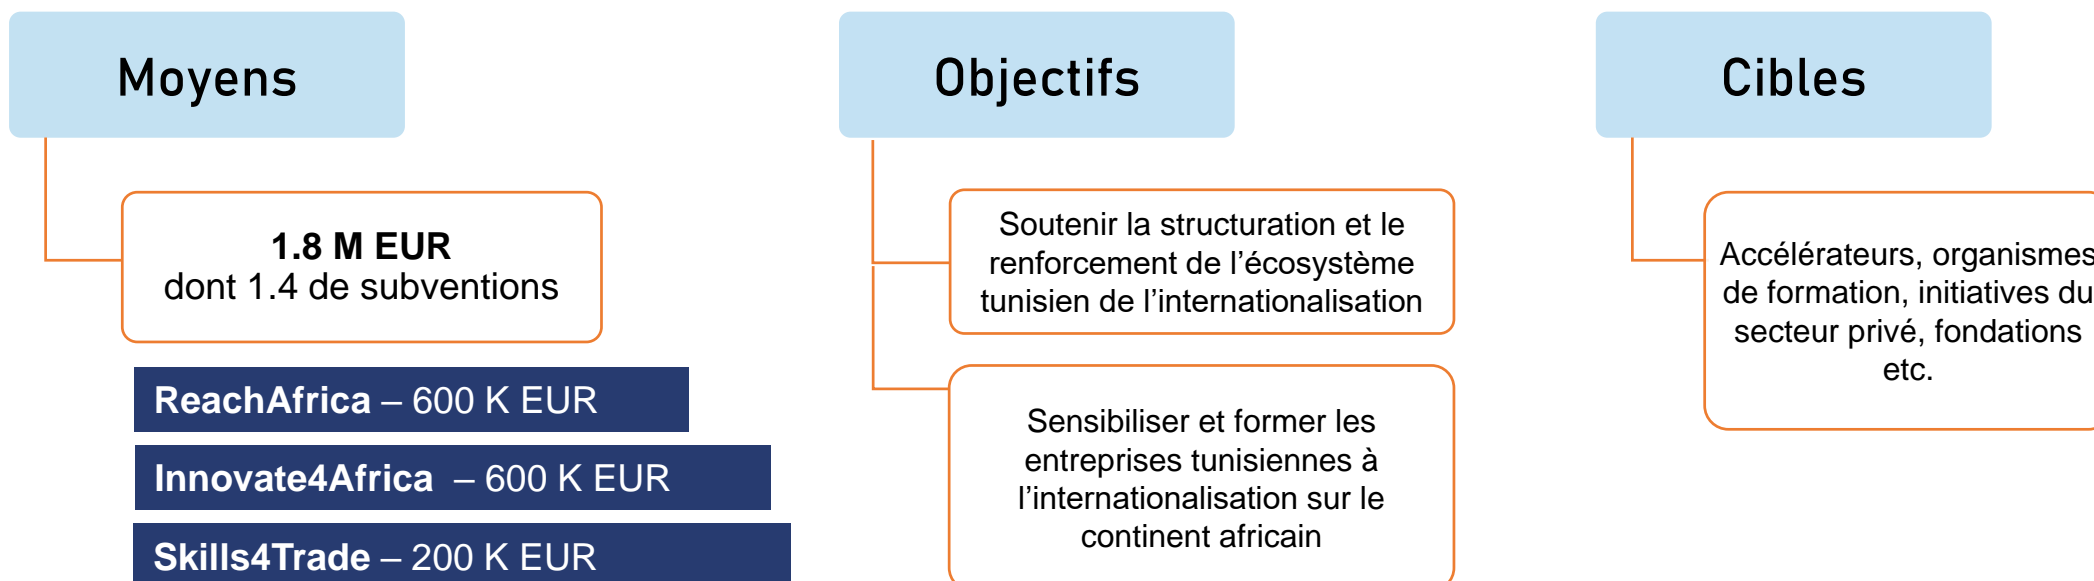 Moyens
1.8 M EUR
dont 1.4 de subventions
ReachAfrica – 600 K EUR
Innovate4Africa – 600 K EUR
Skills4Trade – 200 K EUR
Objectifs
Soutenir la structuration et le
renforcement de l’écosystème
tunisien de l’internationalisation
Sensibiliser et former les
entreprises tunisiennes à
l’internationalisation sur le
continent africain
Cibles
Accélérateurs, organismes
de formation, initiatives du
secteur privé, fondations
etc.